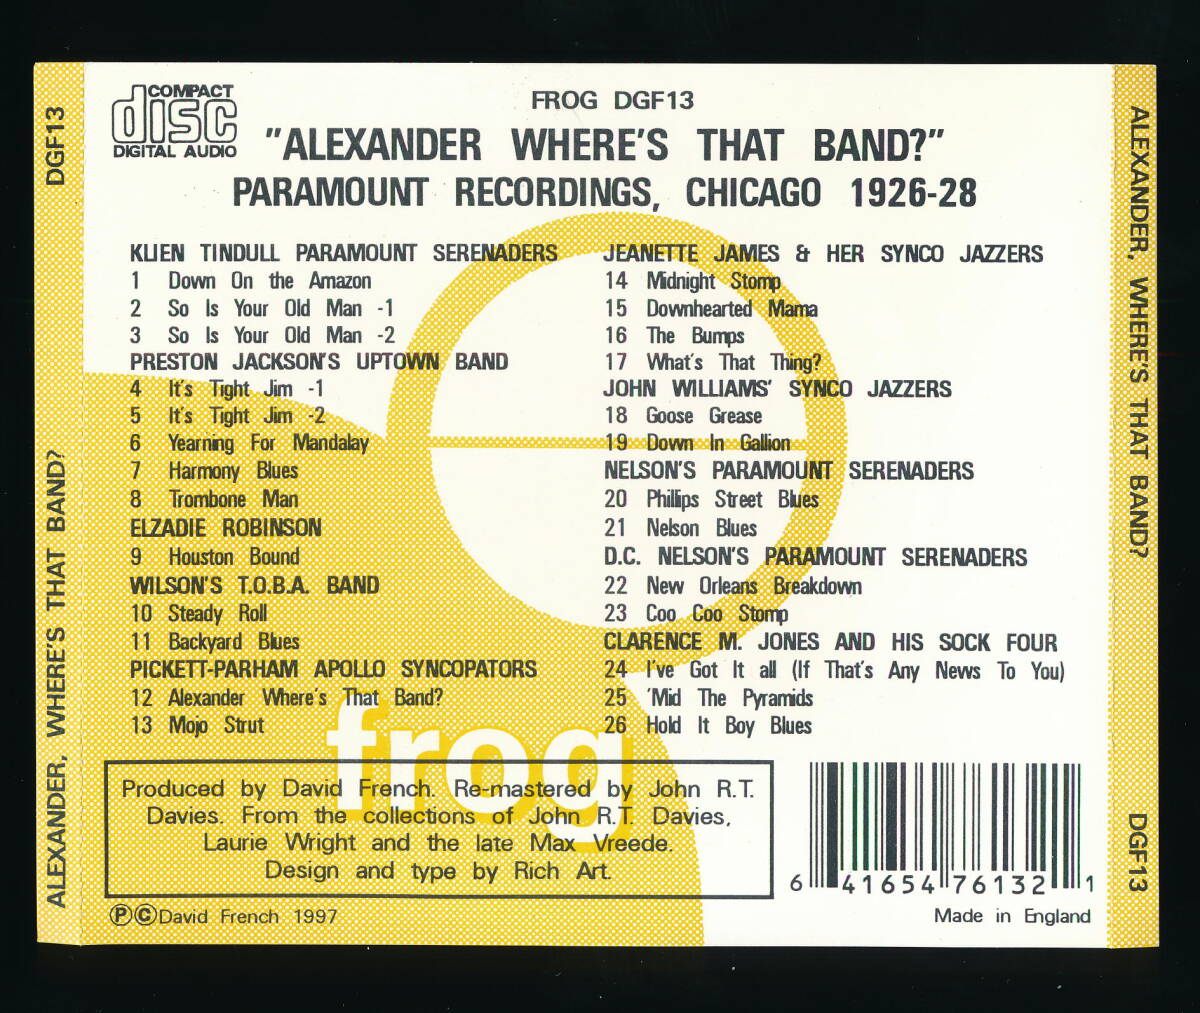 COMPACT
disc
DIGITAL AUDIO
FROG DGF13
"ALEXANDER WHERE'S THAT BAND?"
PARAMOUNT RECORDINGS, CHICAGO 1926-28
KLIEN TINDULL PARAMOUNT SERENADERS
1 Down On the Amazon
2 So Is Your Old Man -1
3 So Is Your Old Man -2
PRESTON JACKSON'S UPTOWN BAND
4 It's Tight Jim -1
5 It's Tight Jim -2
6 Yearning For Mandalay
7 Harmony Blues
8 Trombone Man
ELZADIE ROBINSON
9 Houston Bound
WILSON'S T.O.B.A. BAND
10 Steady Roll
11 Backyard Blues
PICKETT-PARHAM APOLLO SYNCOPATORS
12 Alexander Where's That Band?
13 Mojo Strut
JEANETTE JAMES & HER SYNCO JAZZERS
14 Midnight Stomp
15 Downhearted Mama
16 The Bumps
17 What's That Thing?
JOHN WILLIAMS' SYNCO JAZZERS
18 Goose Grease
19 Down In Gallion
NELSON'S PARAMOUNT SERENADERS
20 Phillips Street Blues
21 Nelson Blues
D.C. NELSON'S PARAMOUNT SERENADERS
22 New Orleans Breakdown
23 Coo Coo Stomp
CLARENCE M. JONES AND HIS SOCK FOUR
24 I've Got It all (If That's Any News To You)
25 'Mid The Pyramids
26 Hold It Boy Blues
frog
Produced by David French. Re-mastered by John R.T.
Davies. From the collections of John R.T. Davies,
Laurie Wright and the late Max Vreede.
Design and type by Rich Art.
ⓅⒸDavid French 1997
6 41654 76132 1
Made in England
ALEXANDER, WHERE'S THAT BAND? DGF13
ALEXANDER, WHERE'S THAT BAND? DGF13